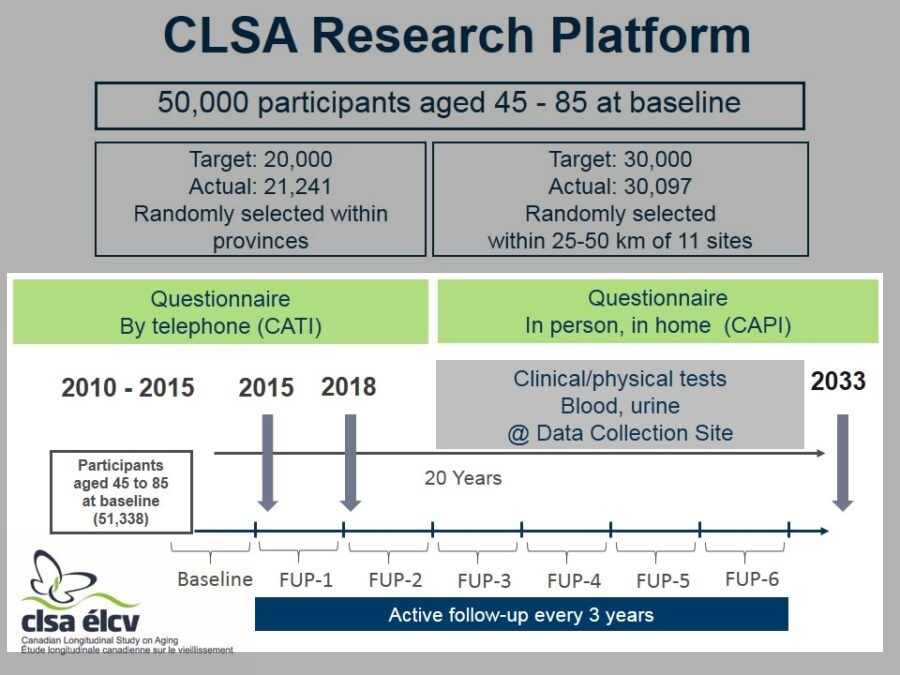 CLSA Research Platform
50,000 participants aged 45 - 85 at baseline
Target: 20,000
Actual: 21,241
Randomly selected within
provinces
Target: 30,000
Actual: 30,097
Randomly selected
within 25-50 km of 11 sites
Questionnaire
By telephone (CATI)
Questionnaire
In person, in home (CAPI)
Clinical/physical tests
Blood, urine
@ Data Collection Site
2010 - 2015
2015
2018
2033
Participants
aged 45 to 85
at baseline
(51,338)
20 Years
Baseline
FUP-1
FUP-2
FUP-3
FUP-4
FUP-5
FUP-6
Active follow-up every 3 years
clsa élcv
Canadian Longitudinal Study on Aging
Étude longitudinale canadienne sur le vieillissement